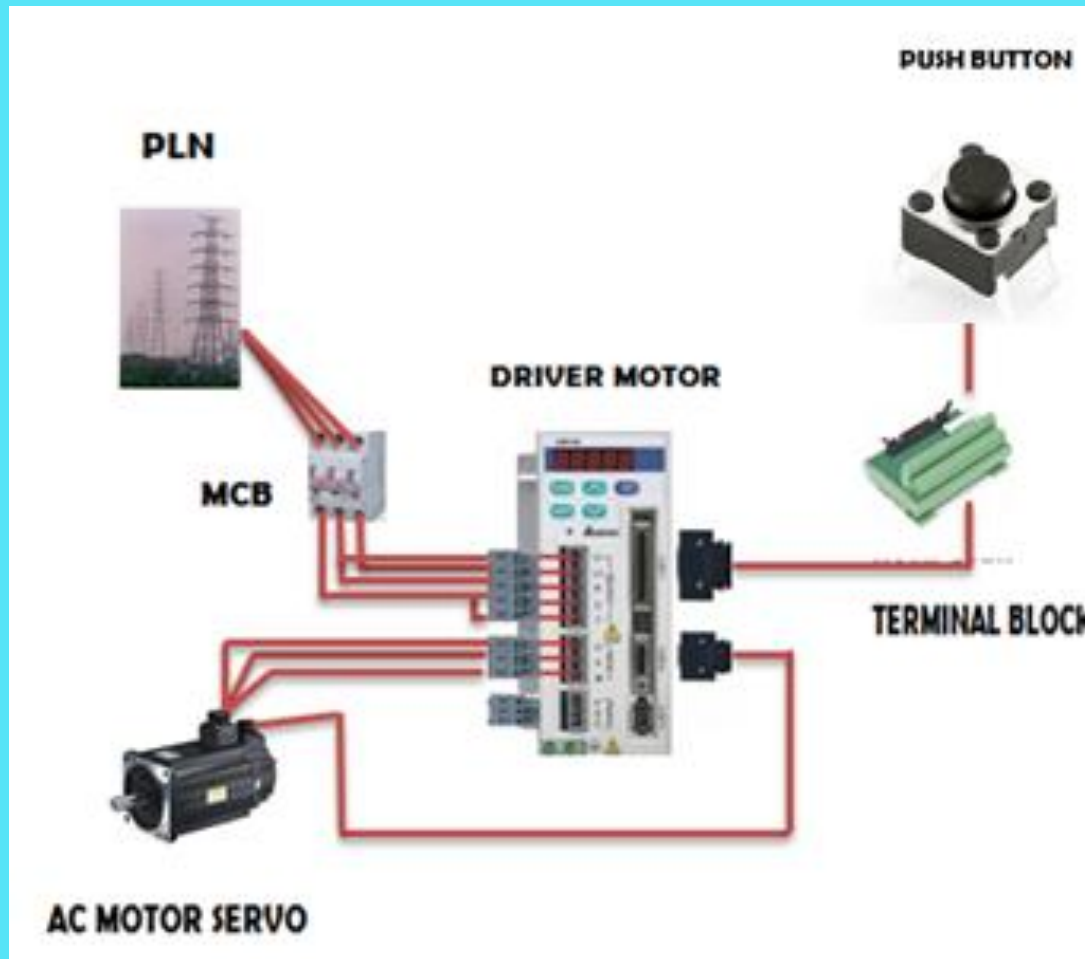 PUSH BUTTON
PLN
DRIVER MOTOR
MCB
TERMINAL BLOCK
AC MOTOR SERVO